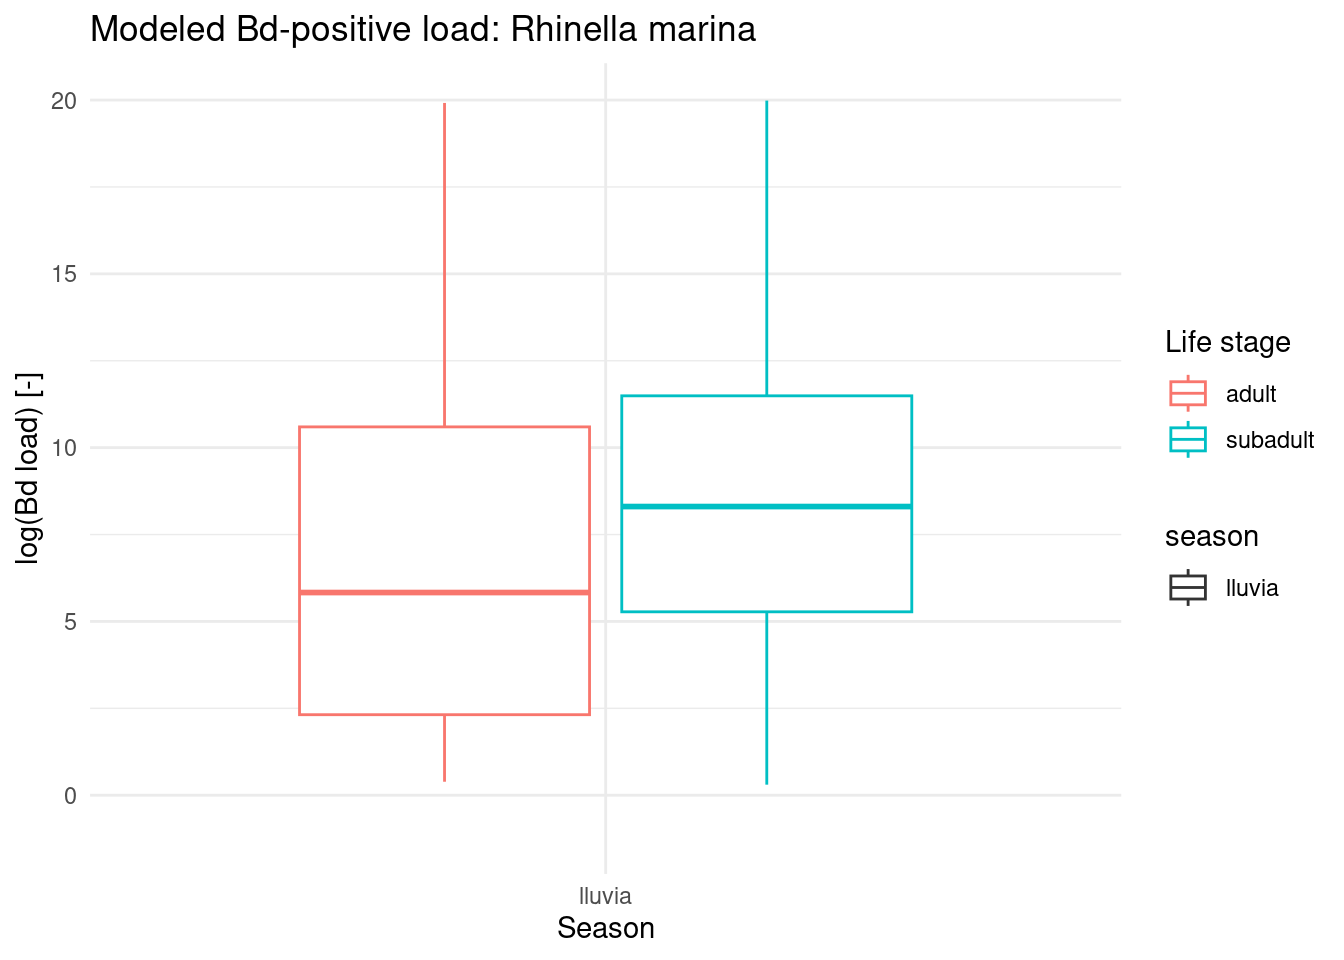 Modeled Bd-positive load: Rhinella marina
log(Bd load) [-]
20
15
10
5
0
lluvia
Season
Life stage
adult
subadult
season
lluvia